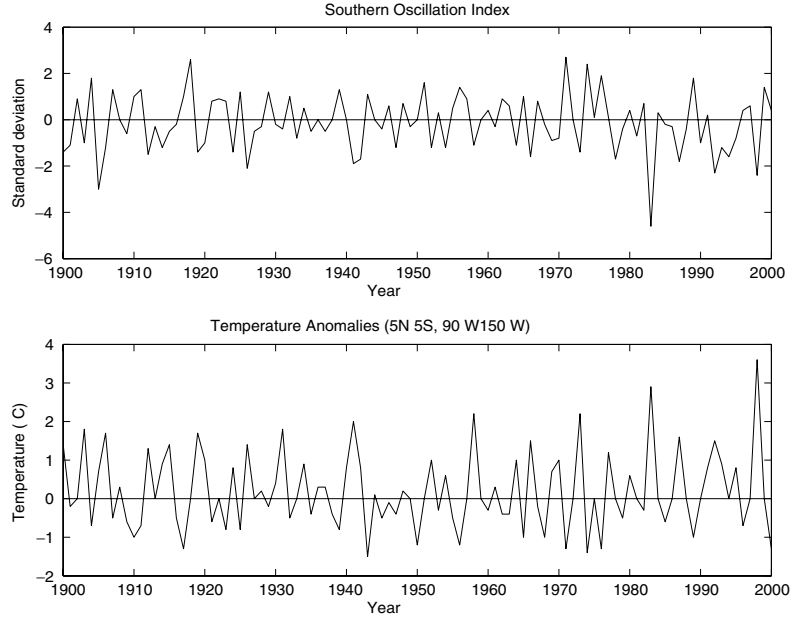 Southern Oscillation Index
Standard deviation
4
2
0
−2
−4
−6
1900 1910 1920 1930 1940 1950 1960 1970 1980 1990 2000
Year
Temperature Anomalies (5N 5S, 90 W150 W)
Temperature ( C)
4
3
2
1
0
−1
−2
1900 1910 1920 1930 1940 1950 1960 1970 1980 1990 2000
Year